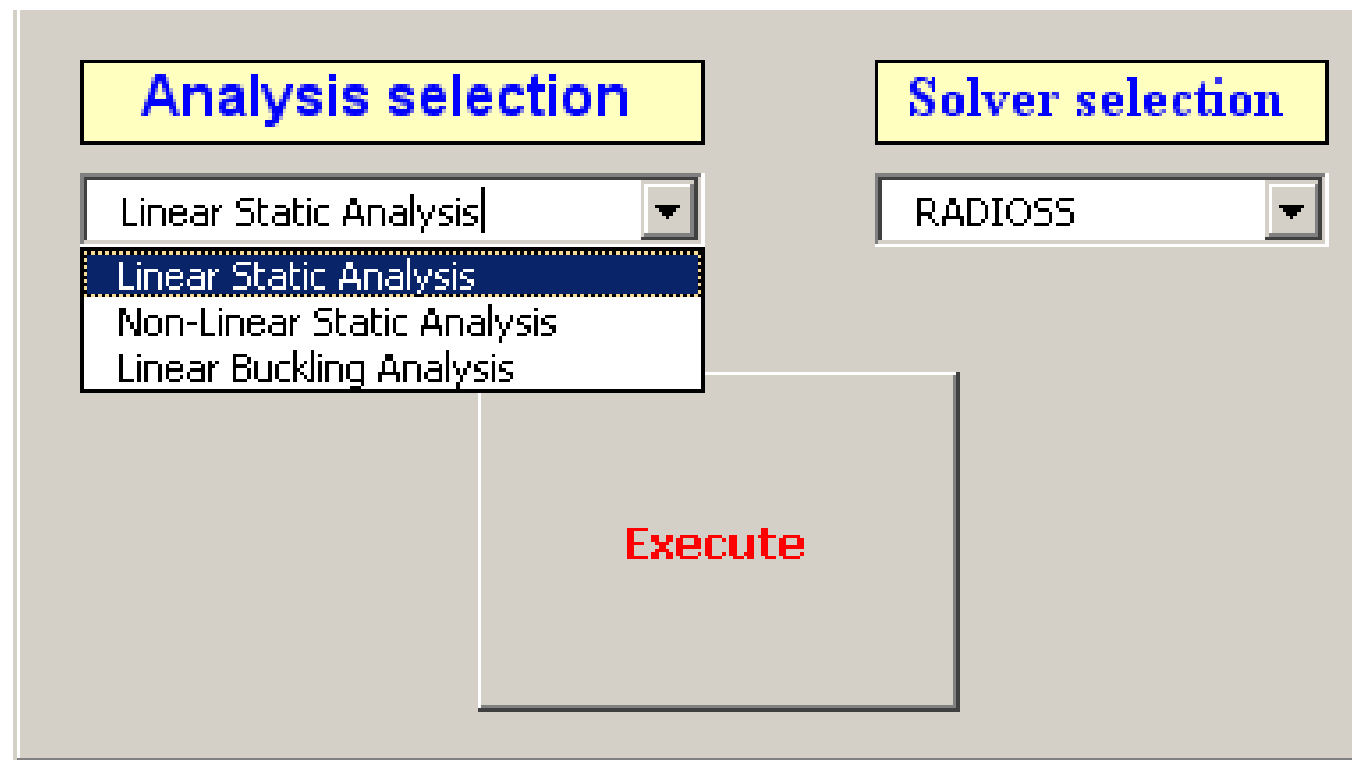 Analysis selection
Solver selection
Linear Static Analysis
RADIOSS
Linear Static Analysis
Non-Linear Static Analysis
Linear Buckling Analysis
Execute